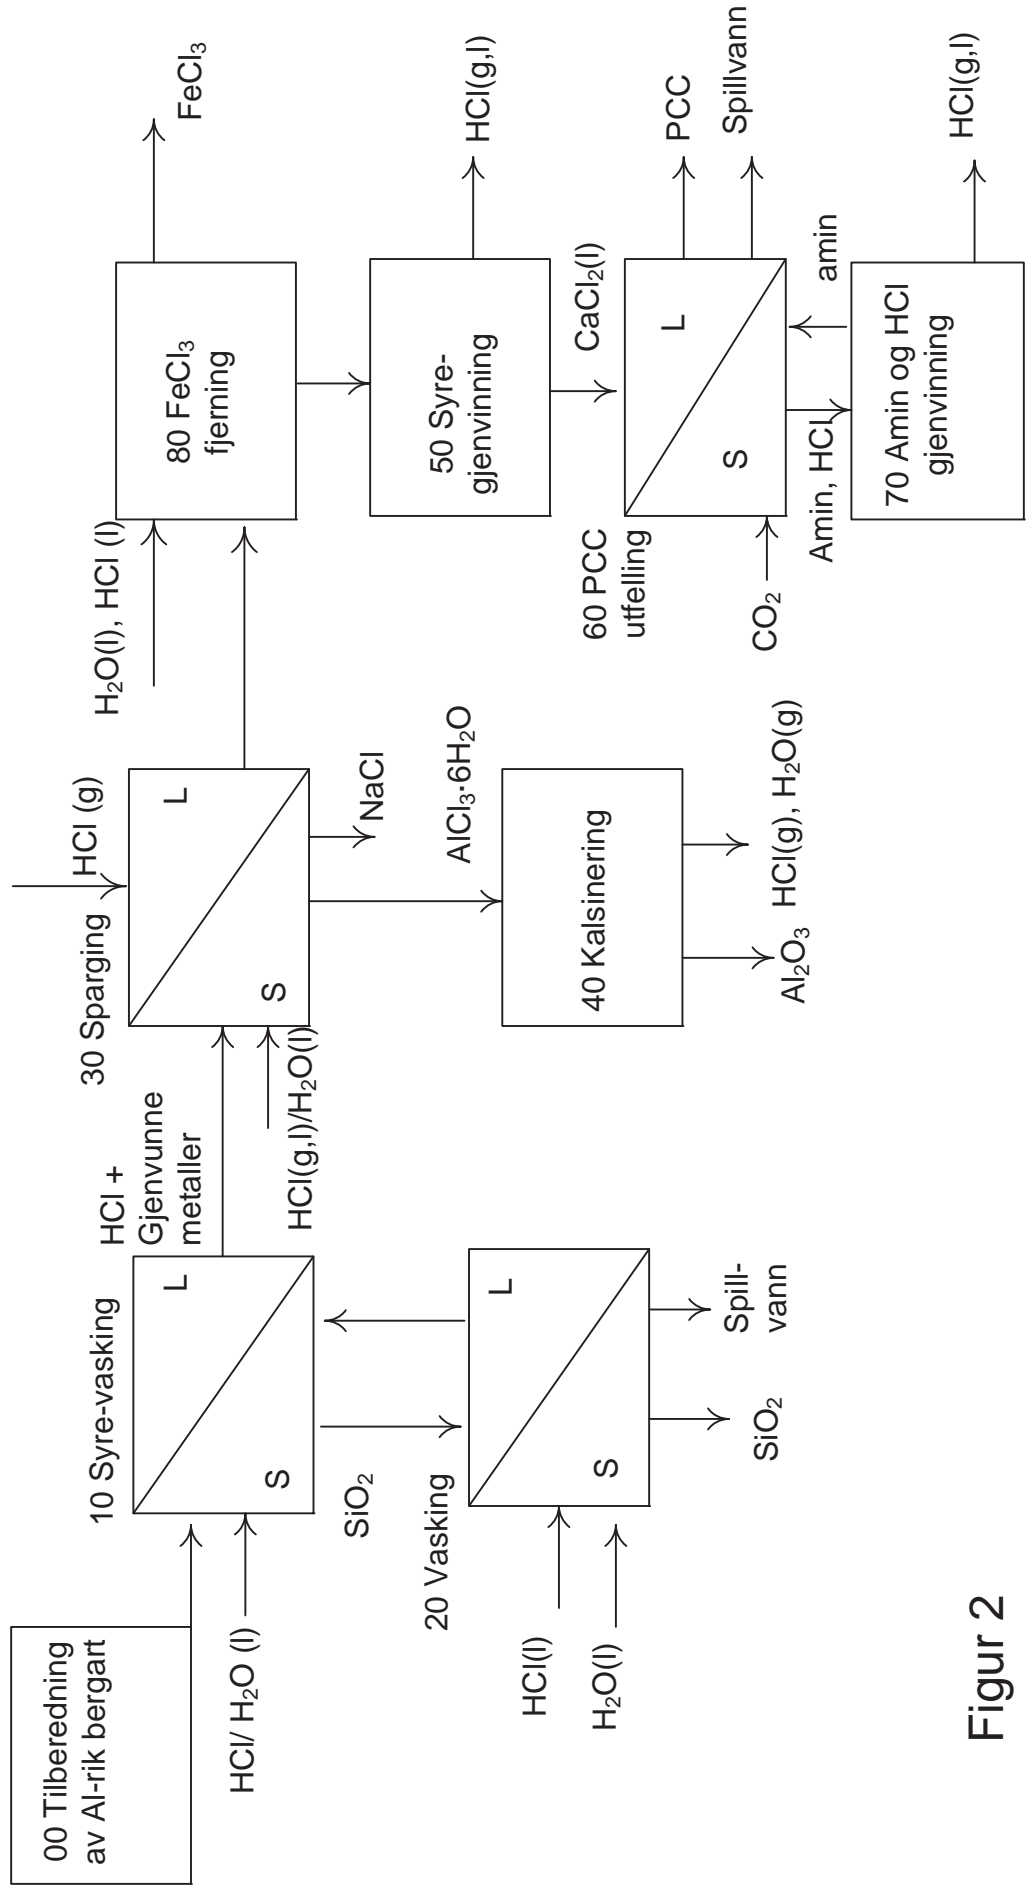 00 Tilberedning
av Al-rik bergart
HCl/ H₂O (l)
10 Syre-vasking
L
S
SiO₂
HCl +
Gjenvunne
metaller
20 Vasking
L
S
HCl(l)
H₂O(l)
SiO₂
Spill-
vann
30 Sparging
HCl (g)
L
S
HCl(g,l)/H₂O(l)
NaCl
AlCl₃·6H₂O
40 Kalsinering
Al₂O₃
HCl(g), H₂O(g)
H₂O(l), HCl (l)
80 FeCl₃
fjerning
FeCl₃
50 Syre-
gjenvinning
HCl(g,l)
CaCl₂(l)
60 PCC
utfelling
L
S
CO₂
PCC
Spillvann
Amin, HCl
amin
70 Amin og HCl
gjenvinning
HCl(g,l)
Figur 2